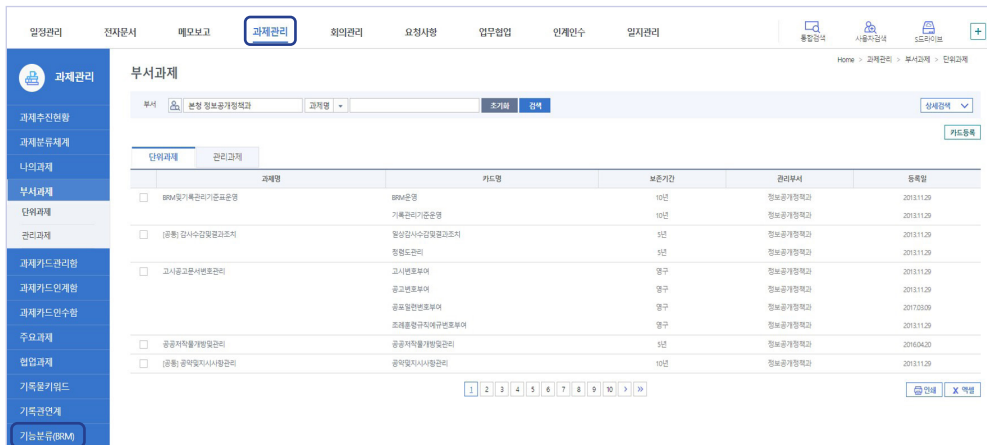 일정관리 전자문서 메모보고 과제관리 회의관리 요청사항 업무협업 인계인수 일지관리 통합검색 사용자검색 S드라이브 +
Home > 과제관리 > 부서과제 > 단위과제
과제관리
부서과제
부서 본청 정보공개정책과 과제명 초기화 검색 상세검색
카드등록
과제추진현황
과제분류체계
나의과제
부서과제
단위과제
관리과제
과제카드관리함
과제카드인계함
과제카드인수함
주요과제
협업과제
기록물키워드
기록관연계
기능분류(BRM)
단위과제 관리과제
과제명 카드명 보존기간 관리부서 등록일
BRM및기록관리기준표운영 BRM운영 10년 정보공개정책과 2013.11.29
기록관리기준운영 10년 정보공개정책과 2013.11.29
[공통] 감사수감및결과조치 일상감사수감및결과조치 5년 정보공개정책과 2013.11.29
청렴도관리 5년 정보공개정책과 2013.11.29
고시공고문서번호관리 고시번호부여 영구 정보공개정책과 2013.11.29
공고번호부여 영구 정보공개정책과 2013.11.29
공포일련번호부여 영구 정보공개정책과 2017.03.09
조례훈령규칙예규번호부여 영구 정보공개정책과 2013.11.29
공공저작물개방및관리 공공저작물개방및관리 5년 정보공개정책과 2016.04.20
[공통] 공약및지시사항관리 공약및지시사항관리 10년 정보공개정책과 2013.11.29
1 2 3 4 5 6 7 8 9 10 > »
인쇄 X 엑셀